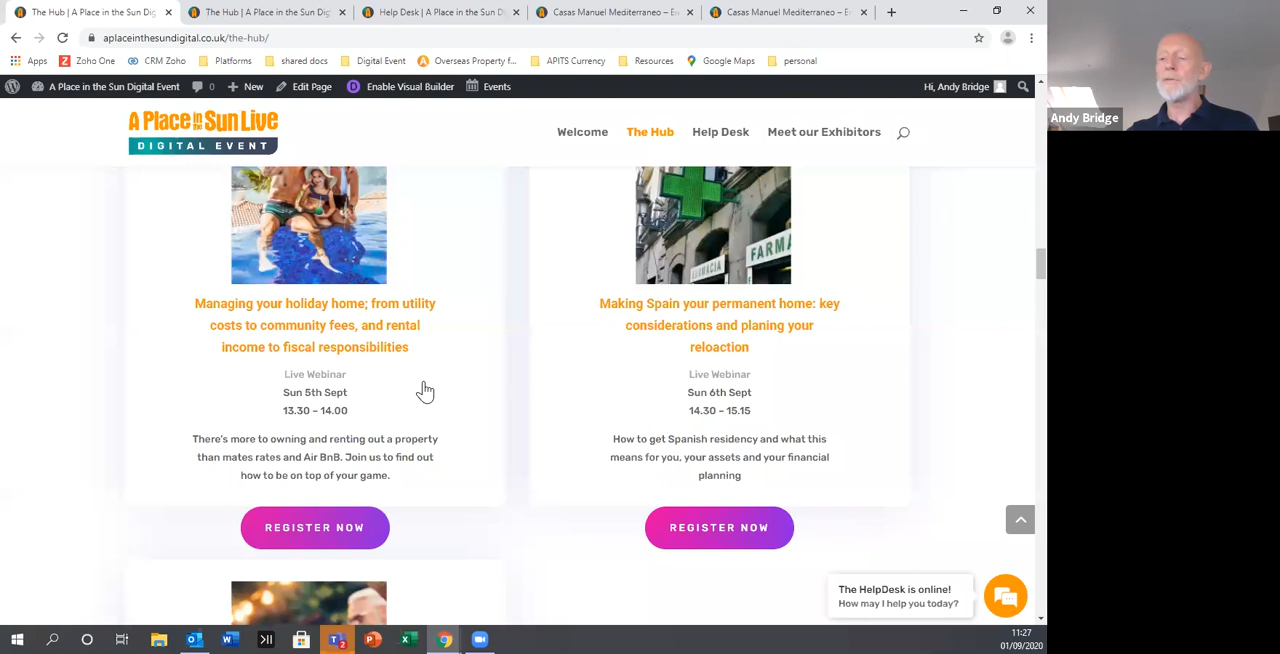 The Hub | A Place in the Sun Dig
The Hub | A Place in the Sun Dig
Help Desk | A Place in the Sun D
Casas Manuel Mediterraneo – E
Casas Manuel Mediterraneo – E
aplaceinthesundigital.co.uk/the-hub/
Apps
Zoho One
CRM Zoho
Platforms
shared docs
Digital Event
Overseas Property f...
APITS Currency
Resources
Google Maps
personal
A Place in the Sun Digital Event
0
New
Edit Page
Enable Visual Builder
Events
Hi, Andy Bridge
A Place in the Sun Live
DIGITAL EVENT
Welcome
The Hub
Help Desk
Meet our Exhibitors
FARMACIA
FARMA
Managing your holiday home; from utility
costs to community fees, and rental
income to fiscal responsibilities
Live Webinar
Sun 5th Sept
13.30 – 14.00
There's more to owning and renting out a property
than mates rates and Air BnB. Join us to find out
how to be on top of your game.
REGISTER NOW
Making Spain your permanent home: key
considerations and planing your
reloaction
Live Webinar
Sun 6th Sept
14.30 – 15.15
How to get Spanish residency and what this
means for you, your assets and your financial
planning
REGISTER NOW
The HelpDesk is online!
How may I help you today?
Andy Bridge
11:27
01/09/2020